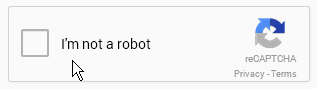 I'm not a robot
reCAPTCHA
Privacy - Terms